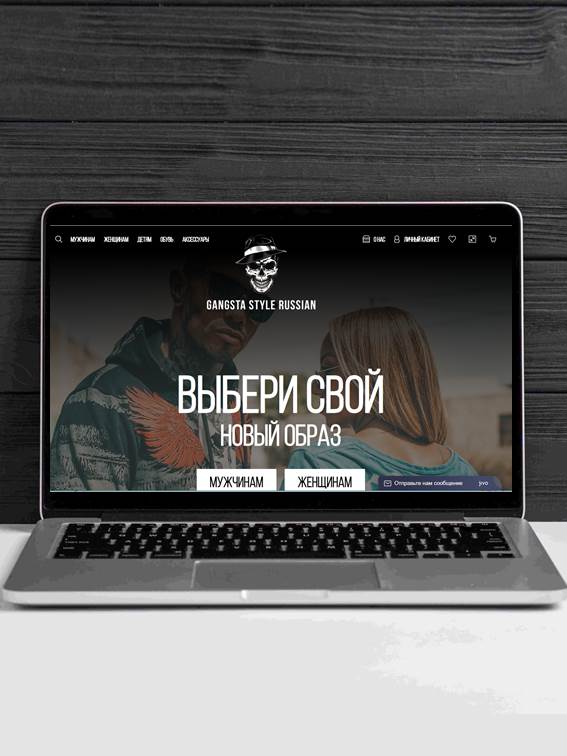 МУЖЧИНАМ ЖЕНЩИНАМ ДЕТЯМ ОБУВЬ АКСЕССУАРЫ
О НАС ЛИЧНЫЙ КАБИНЕТ
GANGSTA STYLE RUSSIAN
ВЫБЕРИ СВОЙ
НОВЫЙ ОБРАЗ
МУЖЧИНАМ ЖЕНЩИНАМ
Отправьте нам сообщение jivo